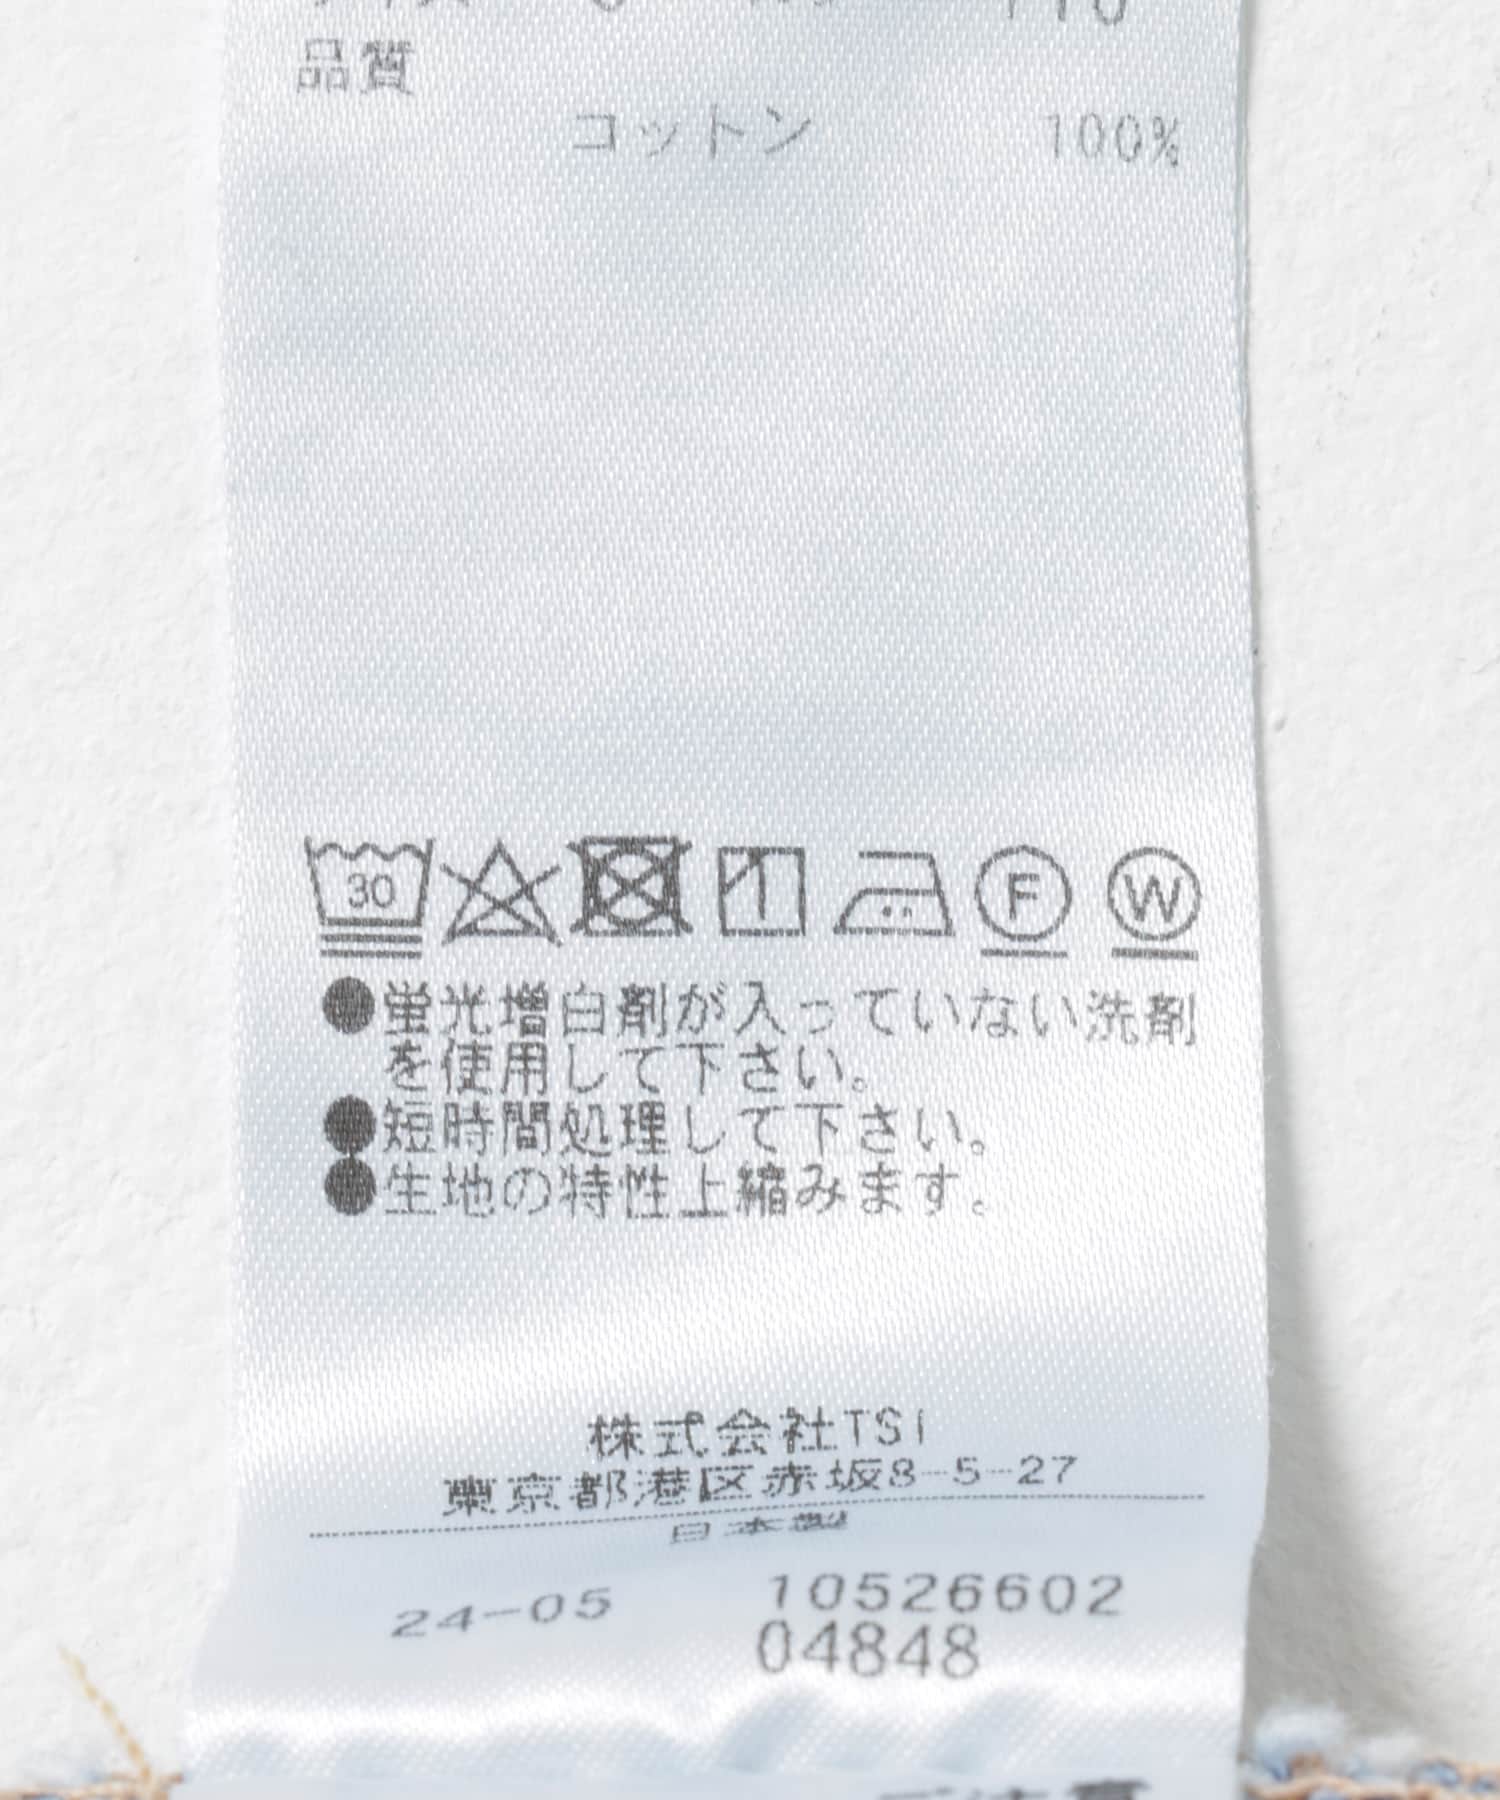 品質
コットン 100%
30 F W
●蛍光増白剤が入っていない洗剤
を使用して下さい。
●短時間処理して下さい。
●生地の特性上縮みます。
株式会社TSI
東京都港区赤坂8-5-27
日本製
24-05 10526602
04848